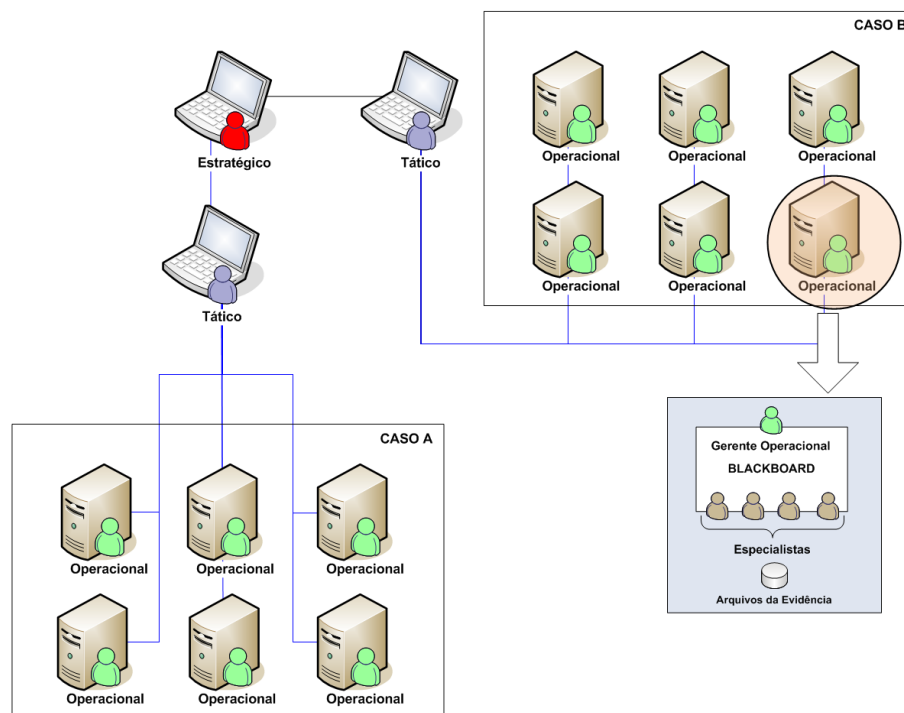 CASO B
Estratégico
Tático
Operacional
Operacional
Operacional
Operacional
Operacional
Operacional
Tático
CASO A
Operacional
Operacional
Operacional
Operacional
Operacional
Operacional
Gerente Operacional
BLACKBOARD
Especialistas
Arquivos da Evidência